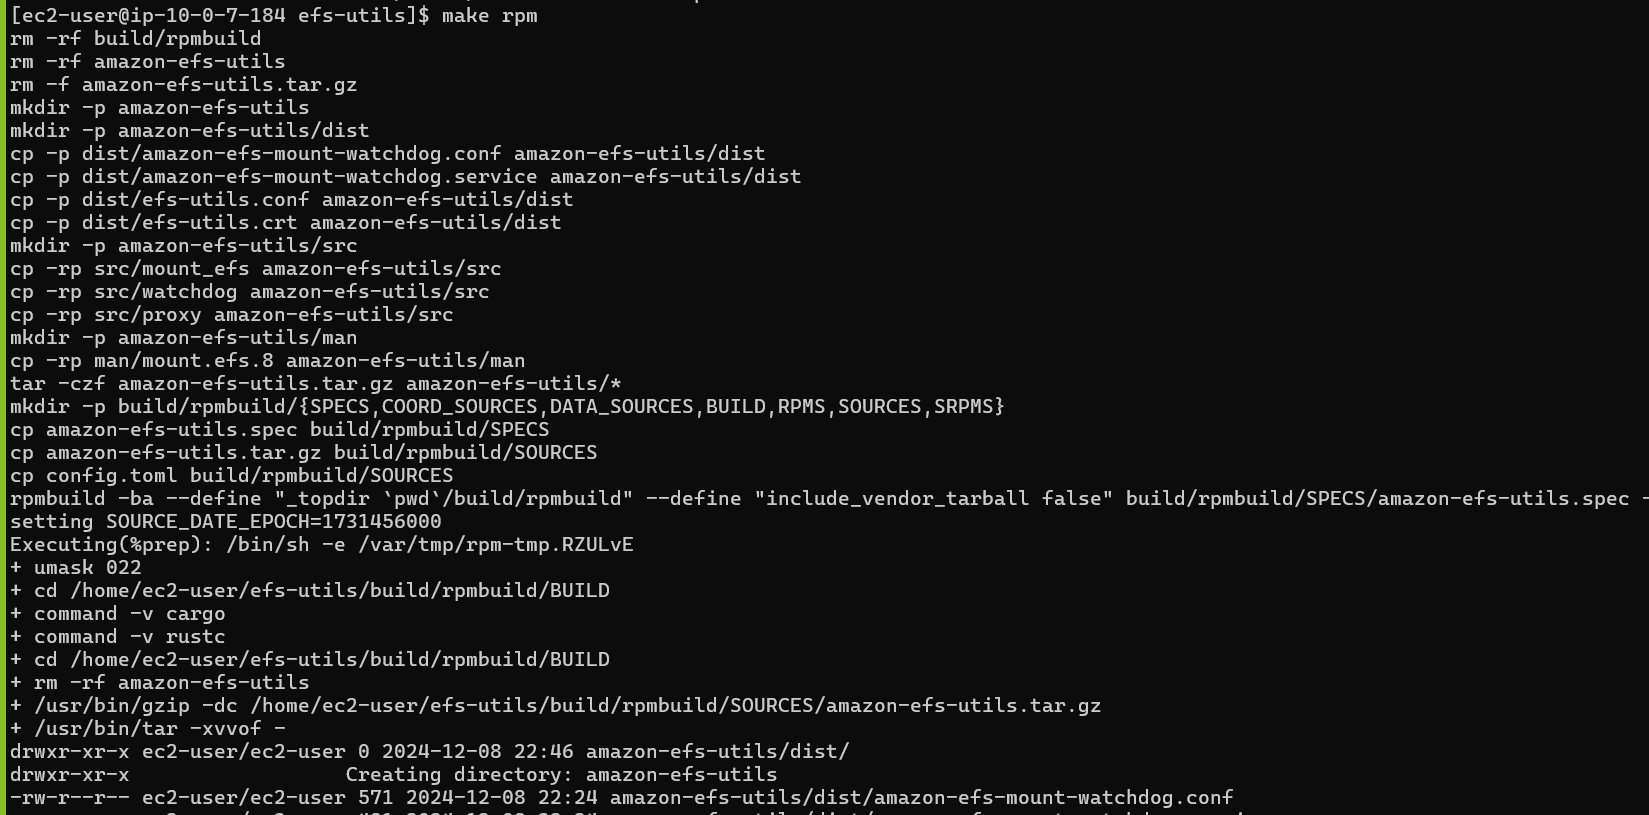 [ec2-user@ip-10-0-7-184 efs-utils]$ make rpm
rm -rf build/rpmbuild
rm -rf amazon-efs-utils
rm -f amazon-efs-utils.tar.gz
mkdir -p amazon-efs-utils
mkdir -p amazon-efs-utils/dist
cp -p dist/amazon-efs-mount-watchdog.conf amazon-efs-utils/dist
cp -p dist/amazon-efs-mount-watchdog.service amazon-efs-utils/dist
cp -p dist/efs-utils.conf amazon-efs-utils/dist
cp -p dist/efs-utils.crt amazon-efs-utils/dist
mkdir -p amazon-efs-utils/src
cp -rp src/mount_efs amazon-efs-utils/src
cp -rp src/watchdog amazon-efs-utils/src
cp -rp src/proxy amazon-efs-utils/src
mkdir -p amazon-efs-utils/man
cp -rp man/mount.efs.8 amazon-efs-utils/man
tar -czf amazon-efs-utils.tar.gz amazon-efs-utils/*
mkdir -p build/rpmbuild/{SPECS,COORD_SOURCES,DATA_SOURCES,BUILD,RPMS,SOURCES,SRPMS}
cp amazon-efs-utils.spec build/rpmbuild/SPECS
cp amazon-efs-utils.tar.gz build/rpmbuild/SOURCES
cp config.toml build/rpmbuild/SOURCES
rpmbuild -ba --define "_topdir `pwd`/build/rpmbuild" --define "include_vendor_tarball false" build/rpmbuild/SPECS/amazon-efs-utils.spec -
setting SOURCE_DATE_EPOCH=1731456000
Executing(%prep): /bin/sh -e /var/tmp/rpm-tmp.RZULvE
+ umask 022
+ cd /home/ec2-user/efs-utils/build/rpmbuild/BUILD
+ command -v cargo
+ command -v rustc
+ cd /home/ec2-user/efs-utils/build/rpmbuild/BUILD
+ rm -rf amazon-efs-utils
+ /usr/bin/gzip -dc /home/ec2-user/efs-utils/build/rpmbuild/SOURCES/amazon-efs-utils.tar.gz
+ /usr/bin/tar -xvvof -
drwxr-xr-x ec2-user/ec2-user 0 2024-12-08 22:46 amazon-efs-utils/dist/
drwxr-xr-x                  Creating directory: amazon-efs-utils
-rw-r--r-- ec2-user/ec2-user 571 2024-12-08 22:24 amazon-efs-utils/dist/amazon-efs-mount-watchdog.conf